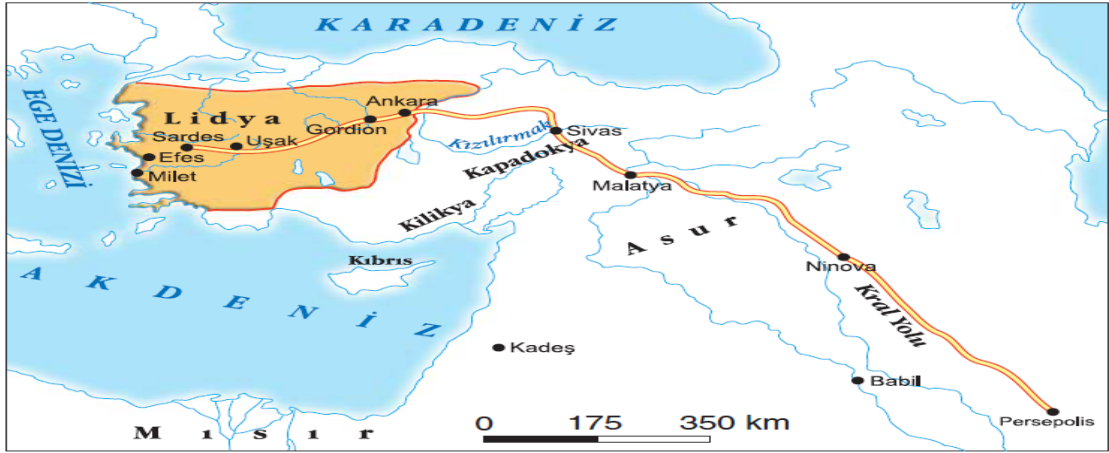 KARADENİZ
EGE DENİZİ
Lidya
Ankara
Gordion
Sardes
Uşak
Efes
Milet
Kızılırmak
Sivas
Kapadokya
Malatya
Kilikya
Asur
Kıbrıs
Ninova
AKDENİZ
Kral Yolu
Kadeş
Babil
Persepolis
0 175 350 km
Mısır